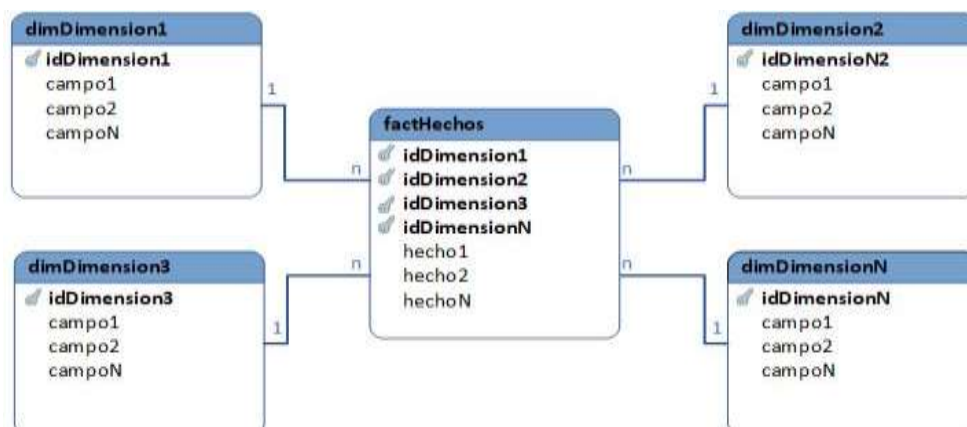 dimDimension1
idDimension1
campo1
campo2
campoN
1
n
dimDimension2
idDimensioN2
campo1
campo2
campoN
1
n
factHechos
idDimension1
idDimension2
idDimension3
idDimensionN
hecho1
hecho2
hechoN
dimDimension3
idDimension3
campo1
campo2
campoN
1
n
dimDimensionN
idDimensionN
campo1
campo2
campoN
1
n